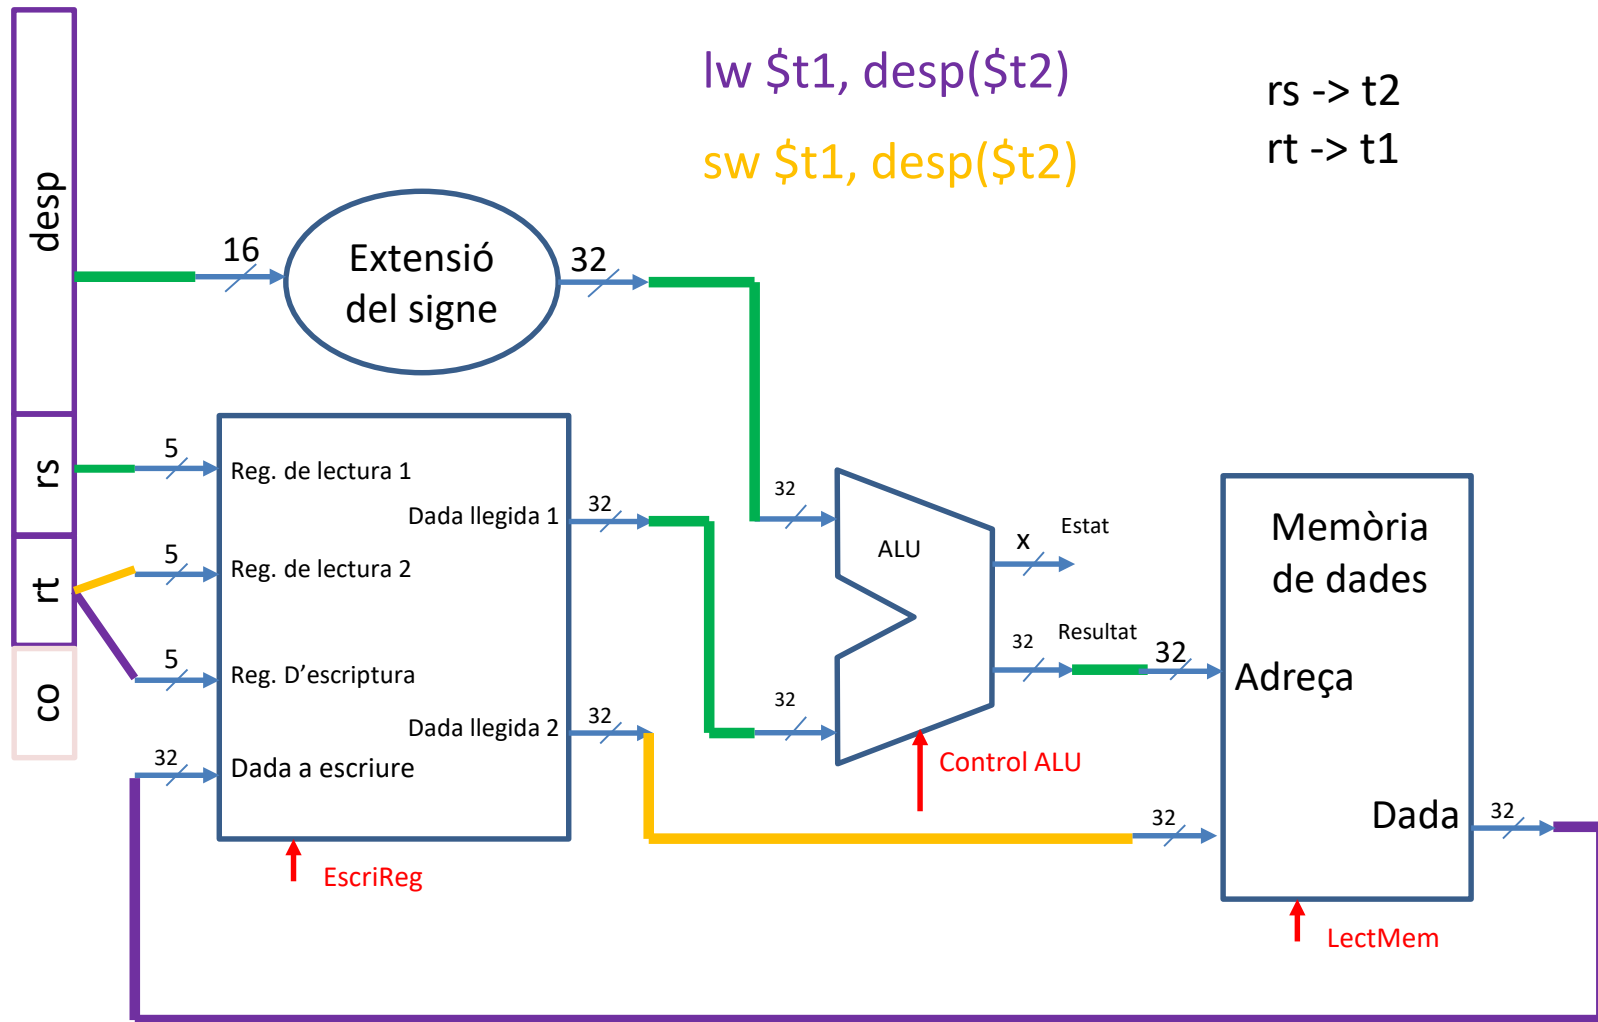 lw $t1, desp($t2)
sw $t1, desp($t2)
rs -> t2
rt -> t1
desp
rs
rt
co
16
Extensió
del signe
32
5
Reg. de lectura 1
Dada llegida 1
32
5
Reg. de lectura 2
5
Reg. D'escriptura
Dada llegida 2
32
32
Dada a escriure
EscriReg
32
ALU
32
x
Estat
32
Resultat
Control ALU
32
Memòria
de dades
Adreça
32
Dada
32
LectMem